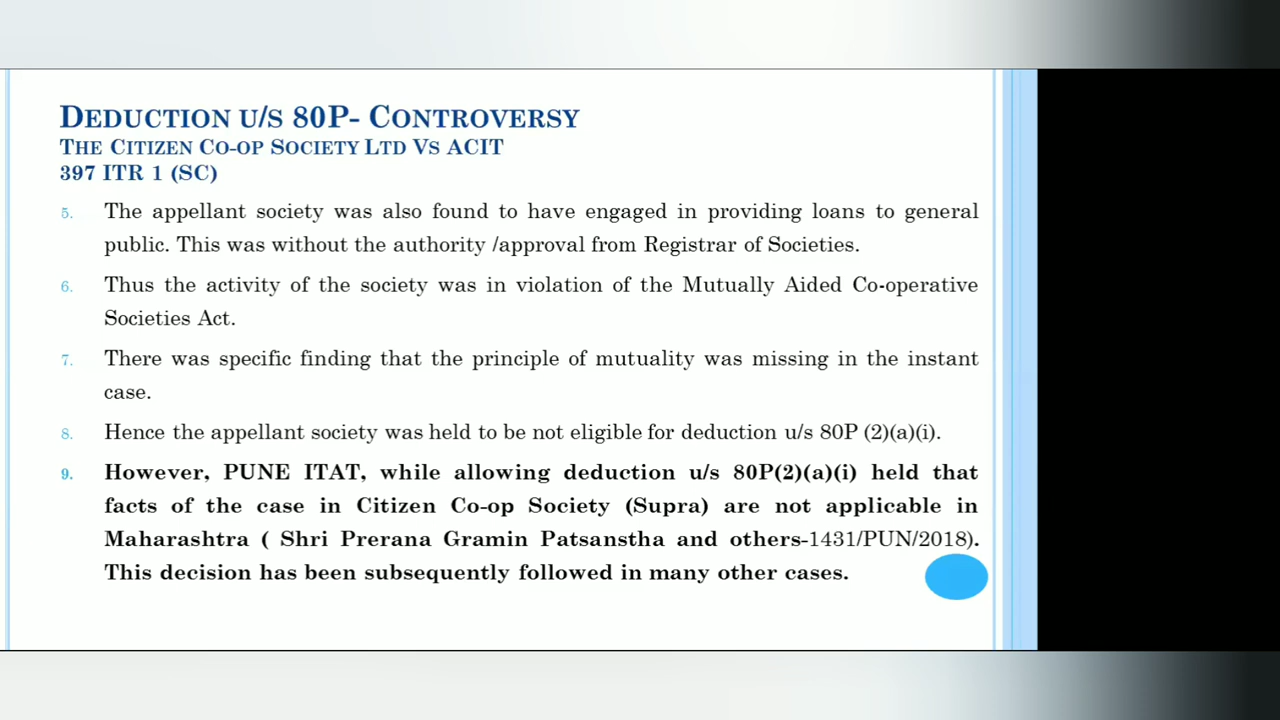 DEDUCTION U/S 80P- CONTROVERSY
THE CITIZEN CO-OP SOCIETY LTD VS ACIT
397 ITR 1 (SC)
5. The appellant society was also found to have engaged in providing loans to general
public. This was without the authority /approval from Registrar of Societies.
6. Thus the activity of the society was in violation of the Mutually Aided Co-operative
Societies Act.
7. There was specific finding that the principle of mutuality was missing in the instant
case.
8. Hence the appellant society was held to be not eligible for deduction u/s 80P (2)(a)(i).
9. However, PUNE ITAT, while allowing deduction u/s 80P(2)(a)(i) held that
facts of the case in Citizen Co-op Society (Supra) are not applicable in
Maharashtra ( Shri Prerana Gramin Patsanstha and others-1431/PUN/2018).
This decision has been subsequently followed in many other cases.